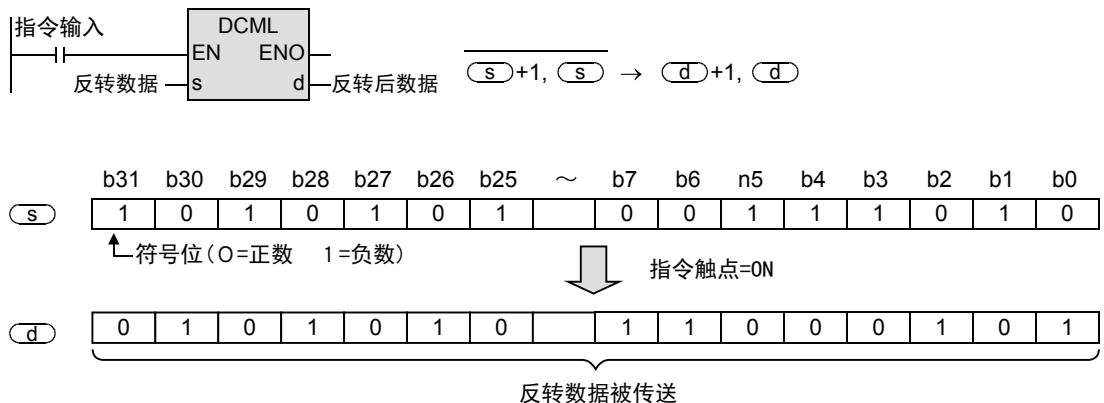 指令输入
DCML
EN ENO
反转数据 s d 反转后数据
s+1, s → d+1, d
b31 b30 b29 b28 b27 b26 b25 ～ b7 b6 n5 b4 b3 b2 b1 b0
s 1 0 1 0 1 0 1 0 0 1 1 1 0 1 0
符号位(0=正数 1=负数)
指令触点=ON
d 0 1 0 1 0 1 0 1 1 0 0 0 1 0 1
反转数据被传送